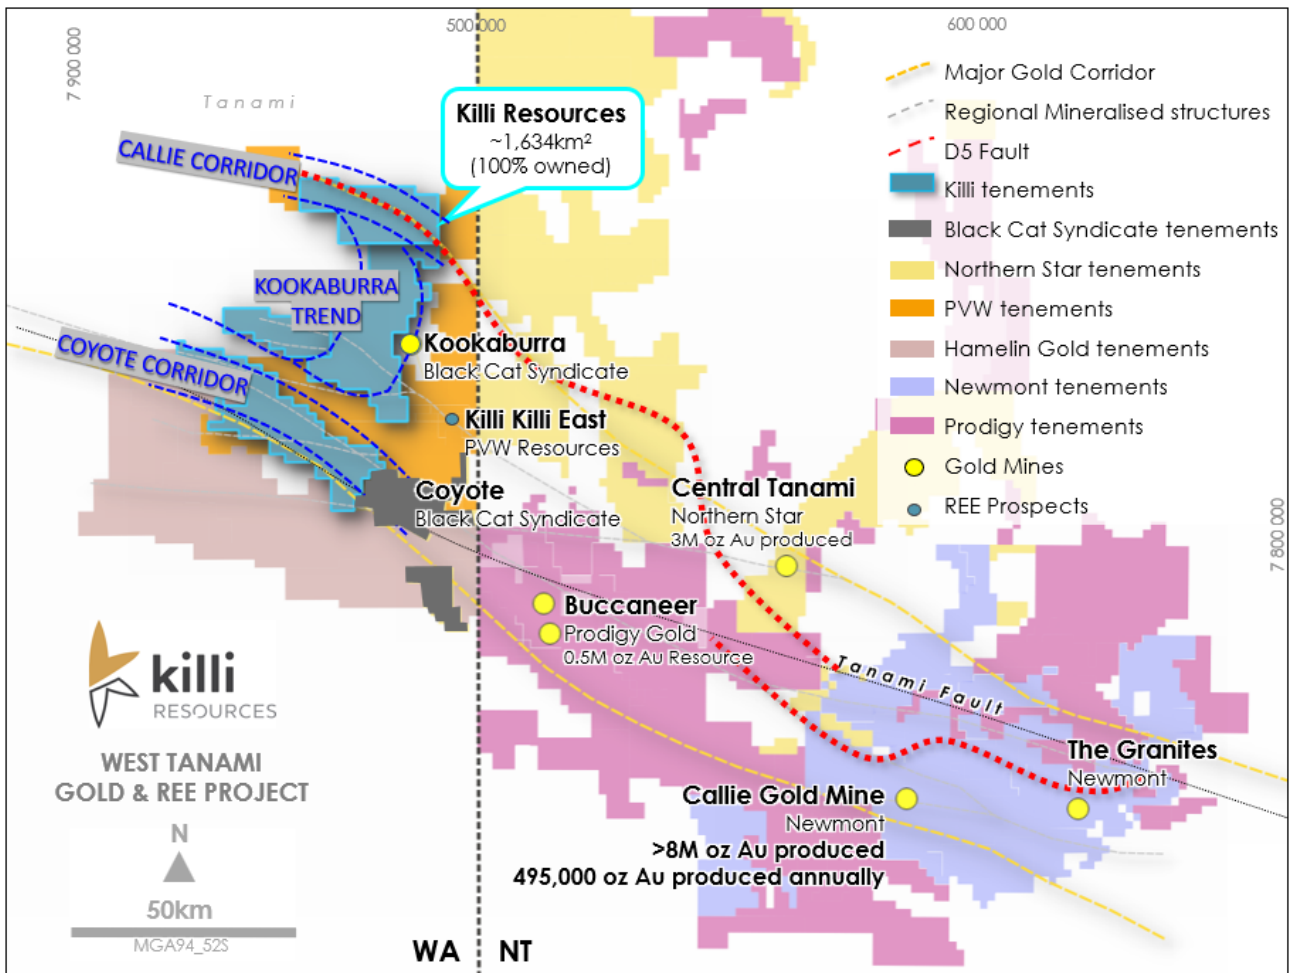 500 000
600 000
7 900 000
Tanami
Killi Resources
~1,634km²
(100% owned)
CALLIE CORRIDOR
KOOKABURRA
TREND
COYOTE CORRIDOR
Kookaburra
Black Cat Syndicate
Killi Killi East
PVW Resources
Coyote
Black Cat Syndicate
Central Tanami
Northern Star
3M oz Au produced
Buccaneer
Prodigy Gold
0.5M oz Au Resource
Tanami Fault
The Granites
Newmont
Callie Gold Mine
Newmont
>8M oz Au produced
495,000 oz Au produced annually
Major Gold Corridor
Regional Mineralised structures
D5 Fault
Killi tenements
Black Cat Syndicate tenements
Northern Star tenements
PVW tenements
Hamelin Gold tenements
Newmont tenements
Prodigy tenements
Gold Mines
REE Prospects
7 800 000
killi
RESOURCES
WEST TANAMI
GOLD & REE PROJECT
N
50km
MGA94_52S
WA
NT